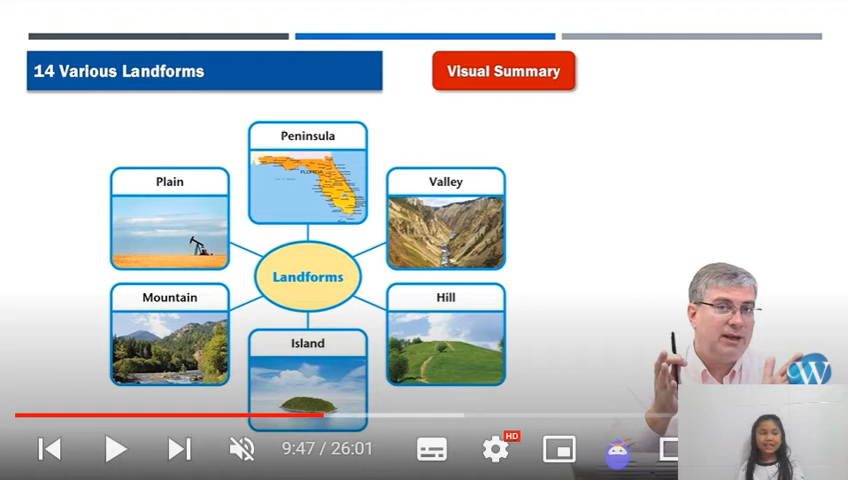 14 Various Landforms
Visual Summary
Peninsula
FLORIDA
Plain
Valley
Landforms
Mountain
Hill
Island
W
9:47 / 26:01
HD